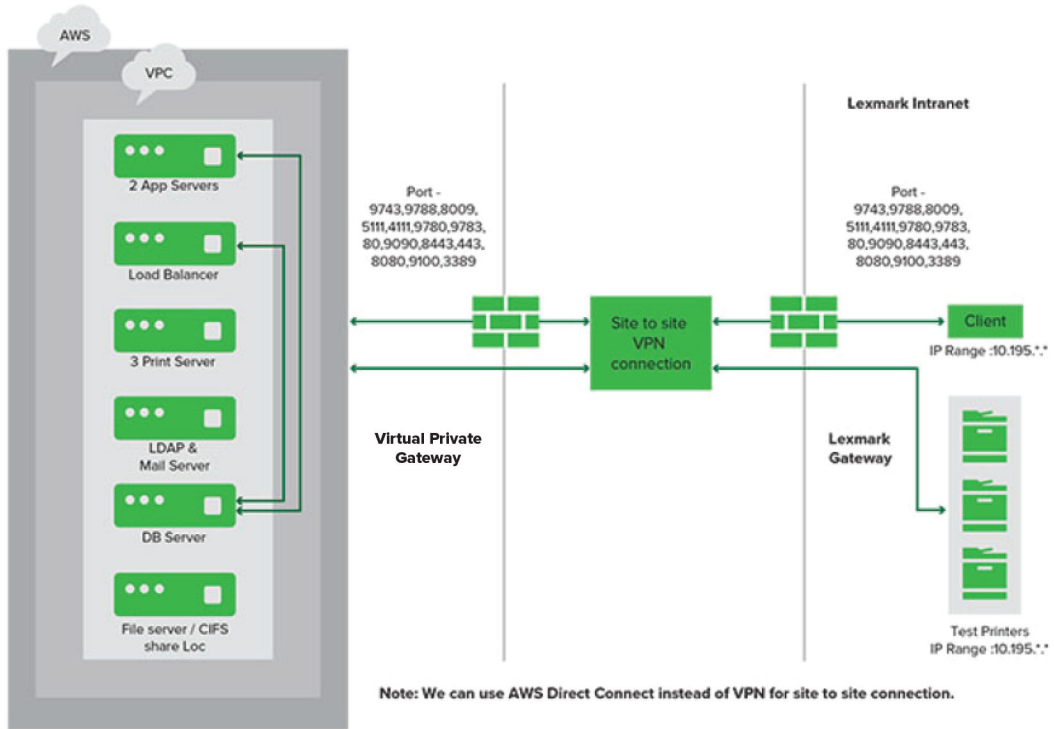 AWS
VPC
2 App Servers
Load Balancer
3 Print Server
LDAP &
Mail Server
DB Server
File server / CIFS
share Loc
Port -
9743,9788,8009,
5111,4111,9780,9783,
80,9090,8443,443,
8080,9100,3389
Virtual Private
Gateway
Site to site
VPN
connection
Lexmark Intranet
Port -
9743,9788,8009,
5111,4111,9780,9783,
80,9090,8443,443,
8080,9100,3389
Client
IP Range :10.195.*.*
Lexmark
Gateway
Test Printers
IP Range :10.195.*.*
Note: We can use AWS Direct Connect instead of VPN for site to site connection.